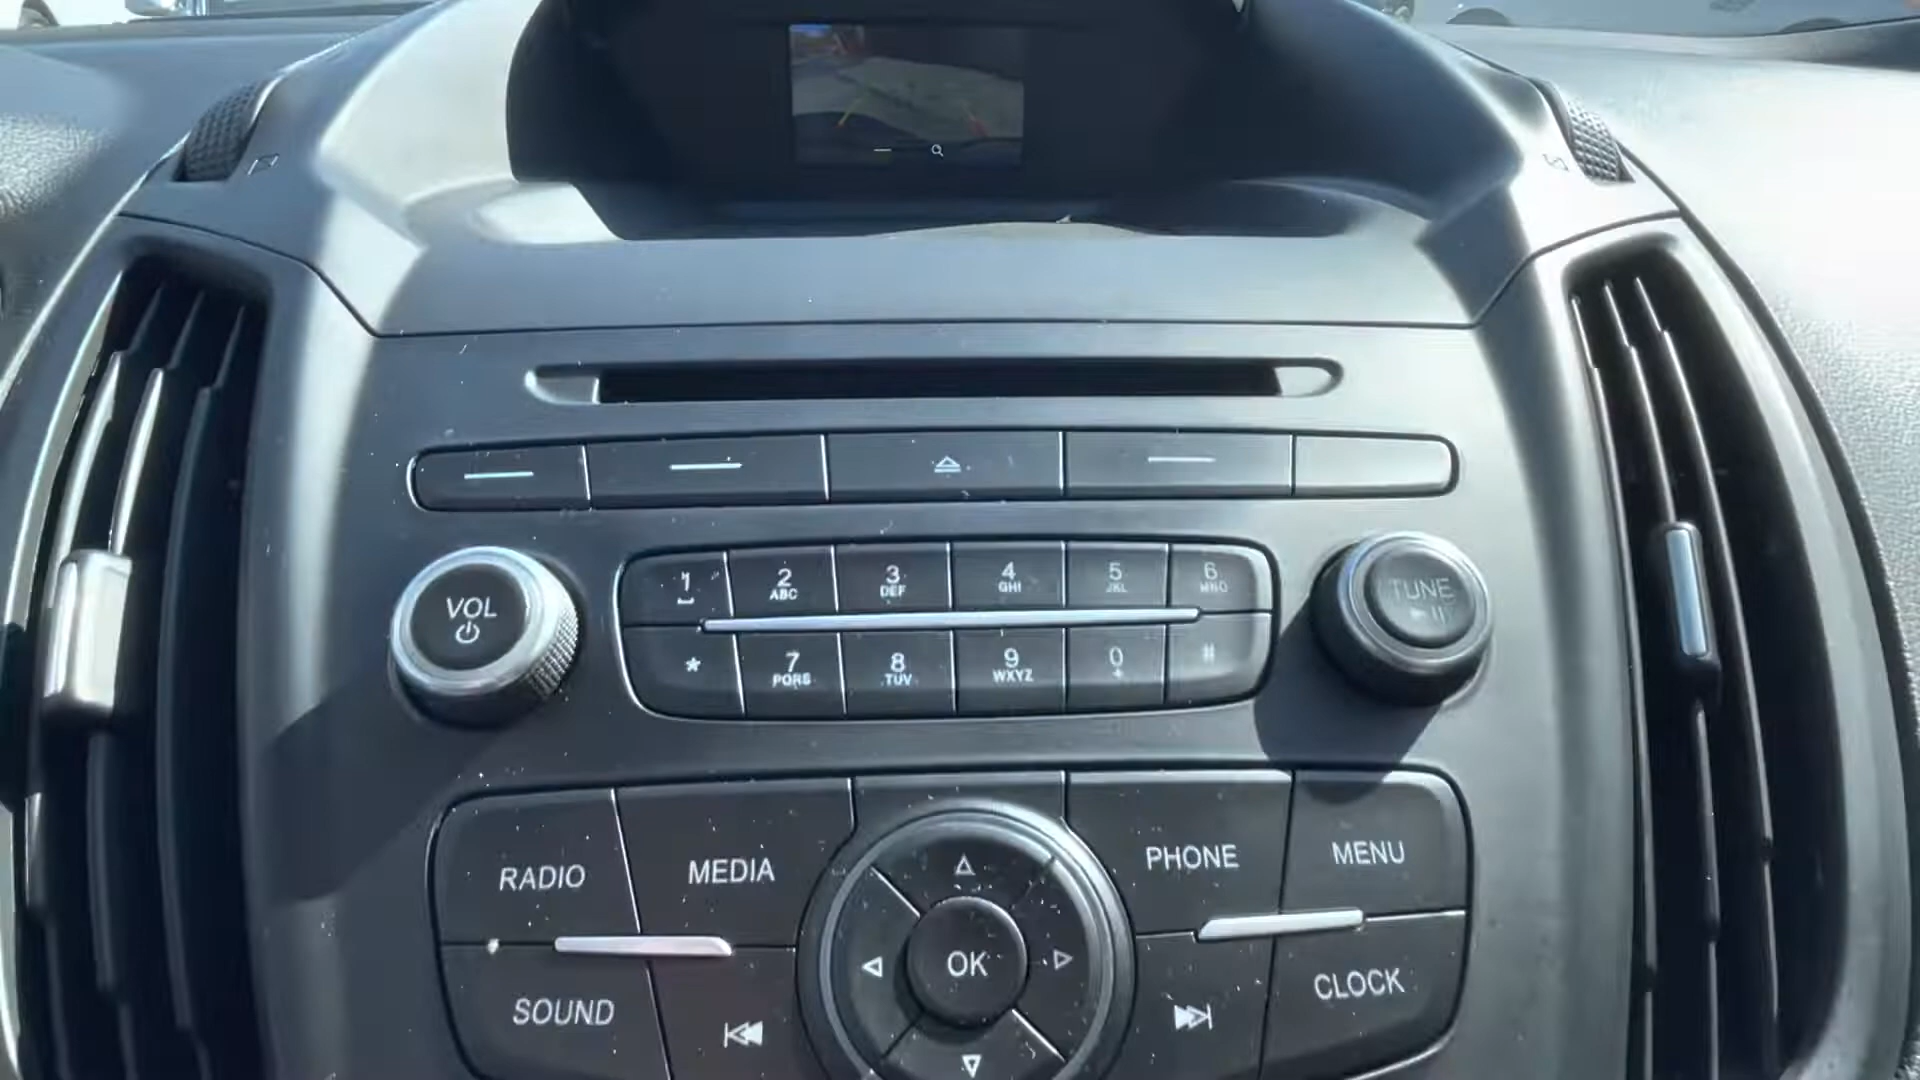 1 2 3 4 5 6
ABC DEF GHI JKL MNO
VOL
TUNE
* 7 8 9 0 #
PQRS TUV WXYZ +
RADIO MEDIA PHONE MENU
OK
SOUND CLOCK